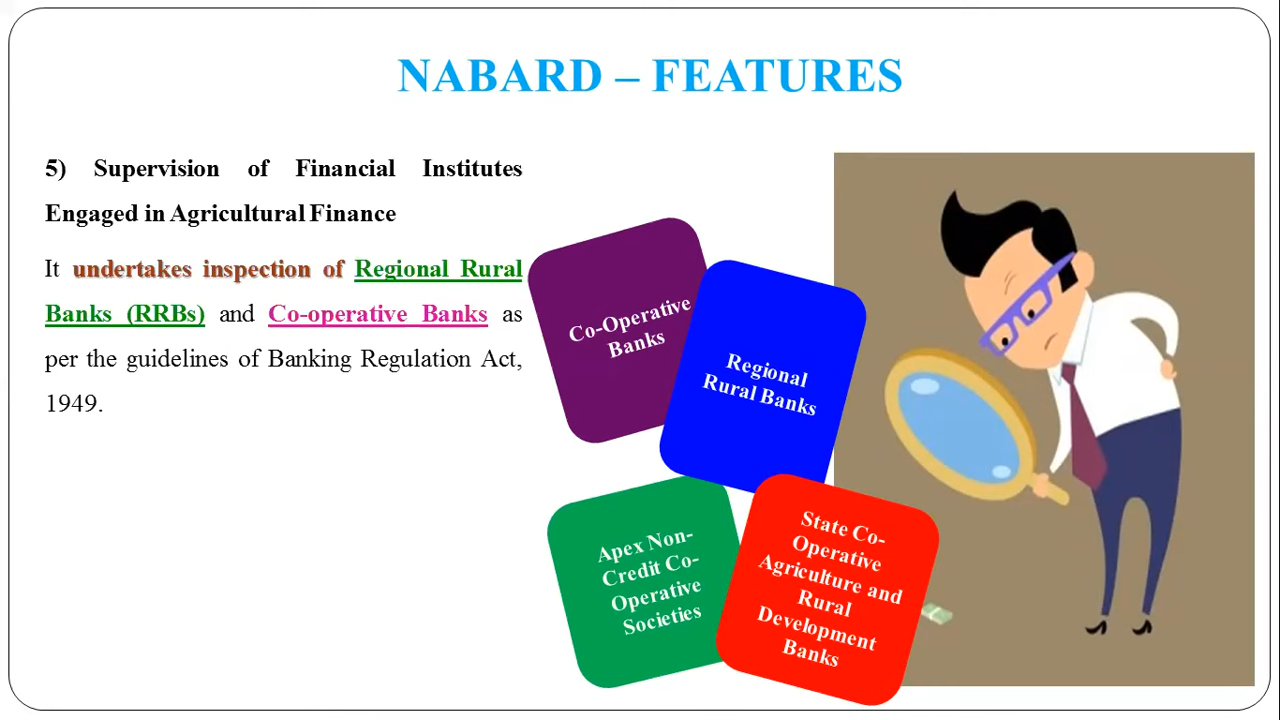 NABARD – FEATURES
5) Supervision of Financial Institutes
Engaged in Agricultural Finance
It undertakes inspection of Regional Rural
Banks (RRBs) and Co-operative Banks as
per the guidelines of Banking Regulation Act,
1949.
Co-Operative
Banks
Regional
Rural Banks
Apex Non-
Credit Co-
Operative
Societies
State Co-
Operative
Agriculture and
Rural
Development
Banks